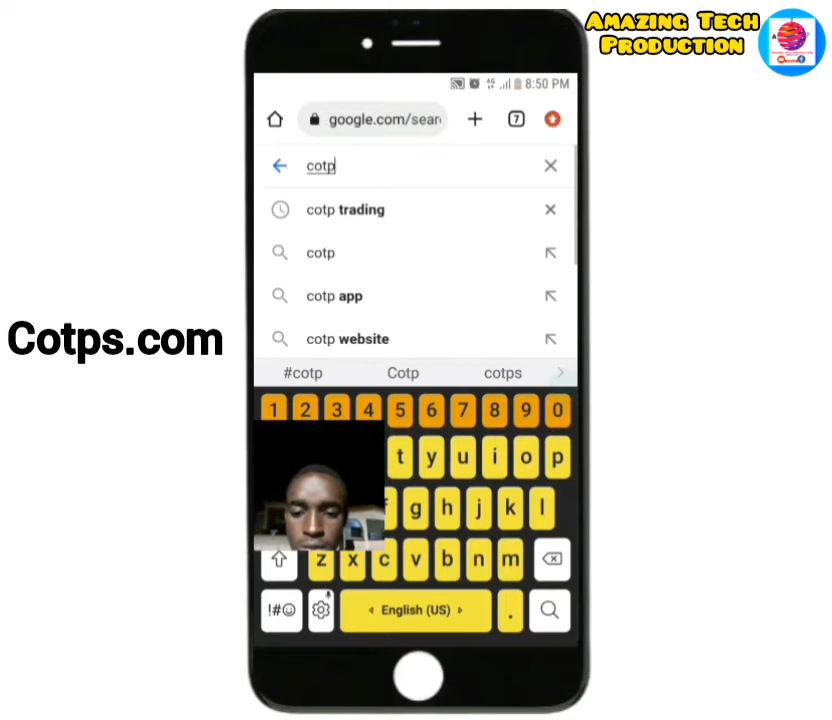 Amazing Tech
Production
8:50 PM
google.com/sear
7
cotp
cotp trading
cotp
cotp app
cotp website
Cotps.com
#cotp Cotp cotps
1 2 3 4 5 6 7 8 9 0
t y u i o p
g h j k l
z x c v b n m
!#☺ English (US) .